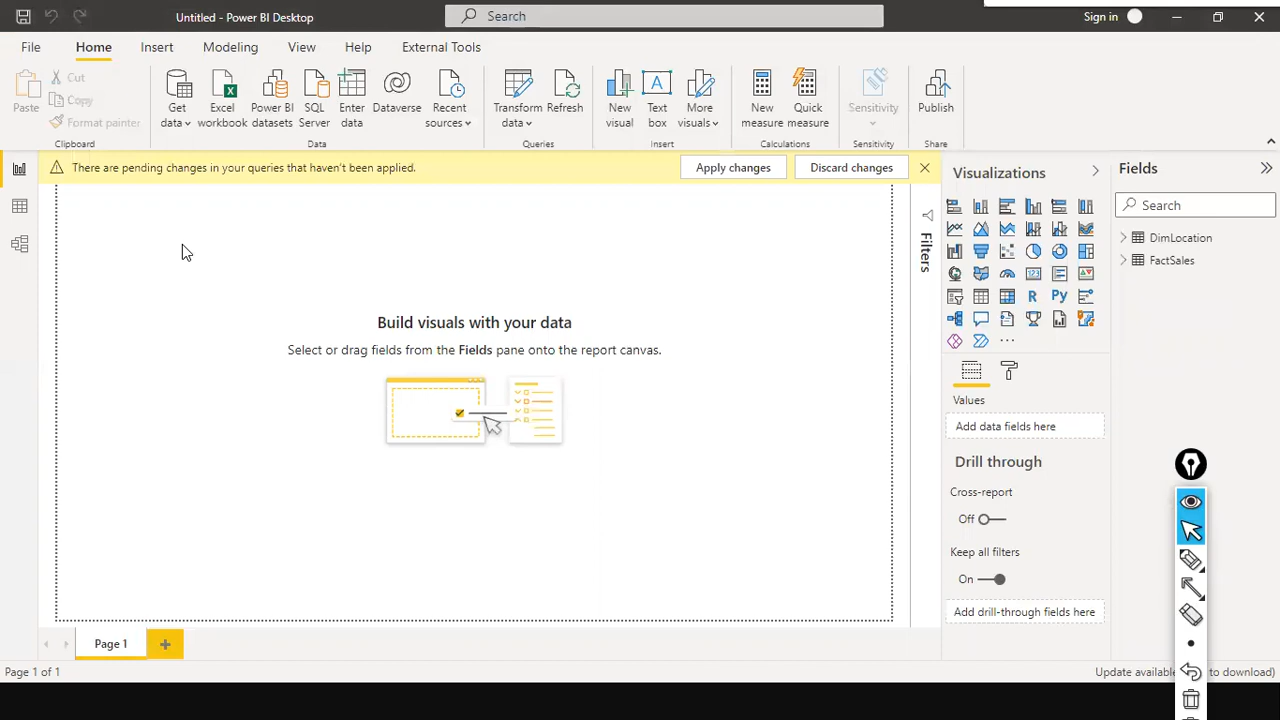 Untitled - Power BI Desktop
Search
Sign in
File
Home
Insert
Modeling
View
Help
External Tools
Paste
Cut
Copy
Format painter
Get data
Excel workbook
Power BI datasets
SQL Server
Enter data
Dataverse
Recent sources
Transform data
Refresh
New visual
Text box
More visuals
New measure
Quick measure
Sensitivity
Publish
Clipboard
Data
Queries
Insert
Calculations
Sensitivity
Share
There are pending changes in your queries that haven't been applied.
Apply changes
Discard changes
Build visuals with your data
Select or drag fields from the Fields pane onto the report canvas.
Filters
Visualizations
R
Py
123
Values
Add data fields here
Drill through
Cross-report
Off
Keep all filters
On
Add drill-through fields here
Fields
Search
DimLocation
FactSales
Page 1
Page 1 of 1
Update available
to download)